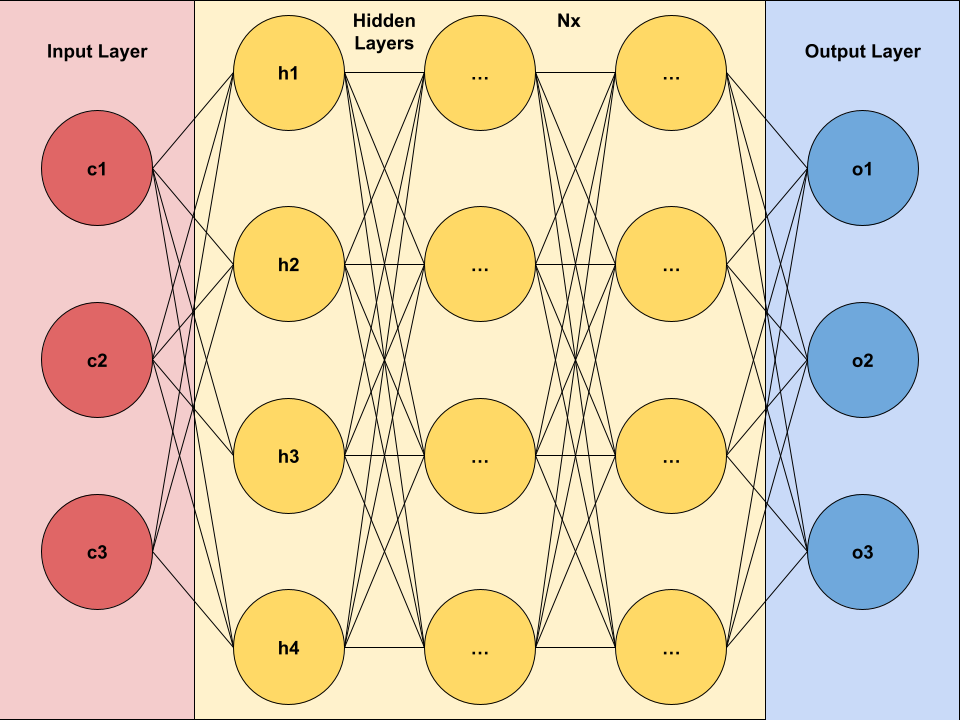 Input Layer
Hidden
Layers
Nx
Output Layer
h1
...
...
c1
o1
h2
...
...
c2
o2
h3
...
...
c3
o3
h4
...
...